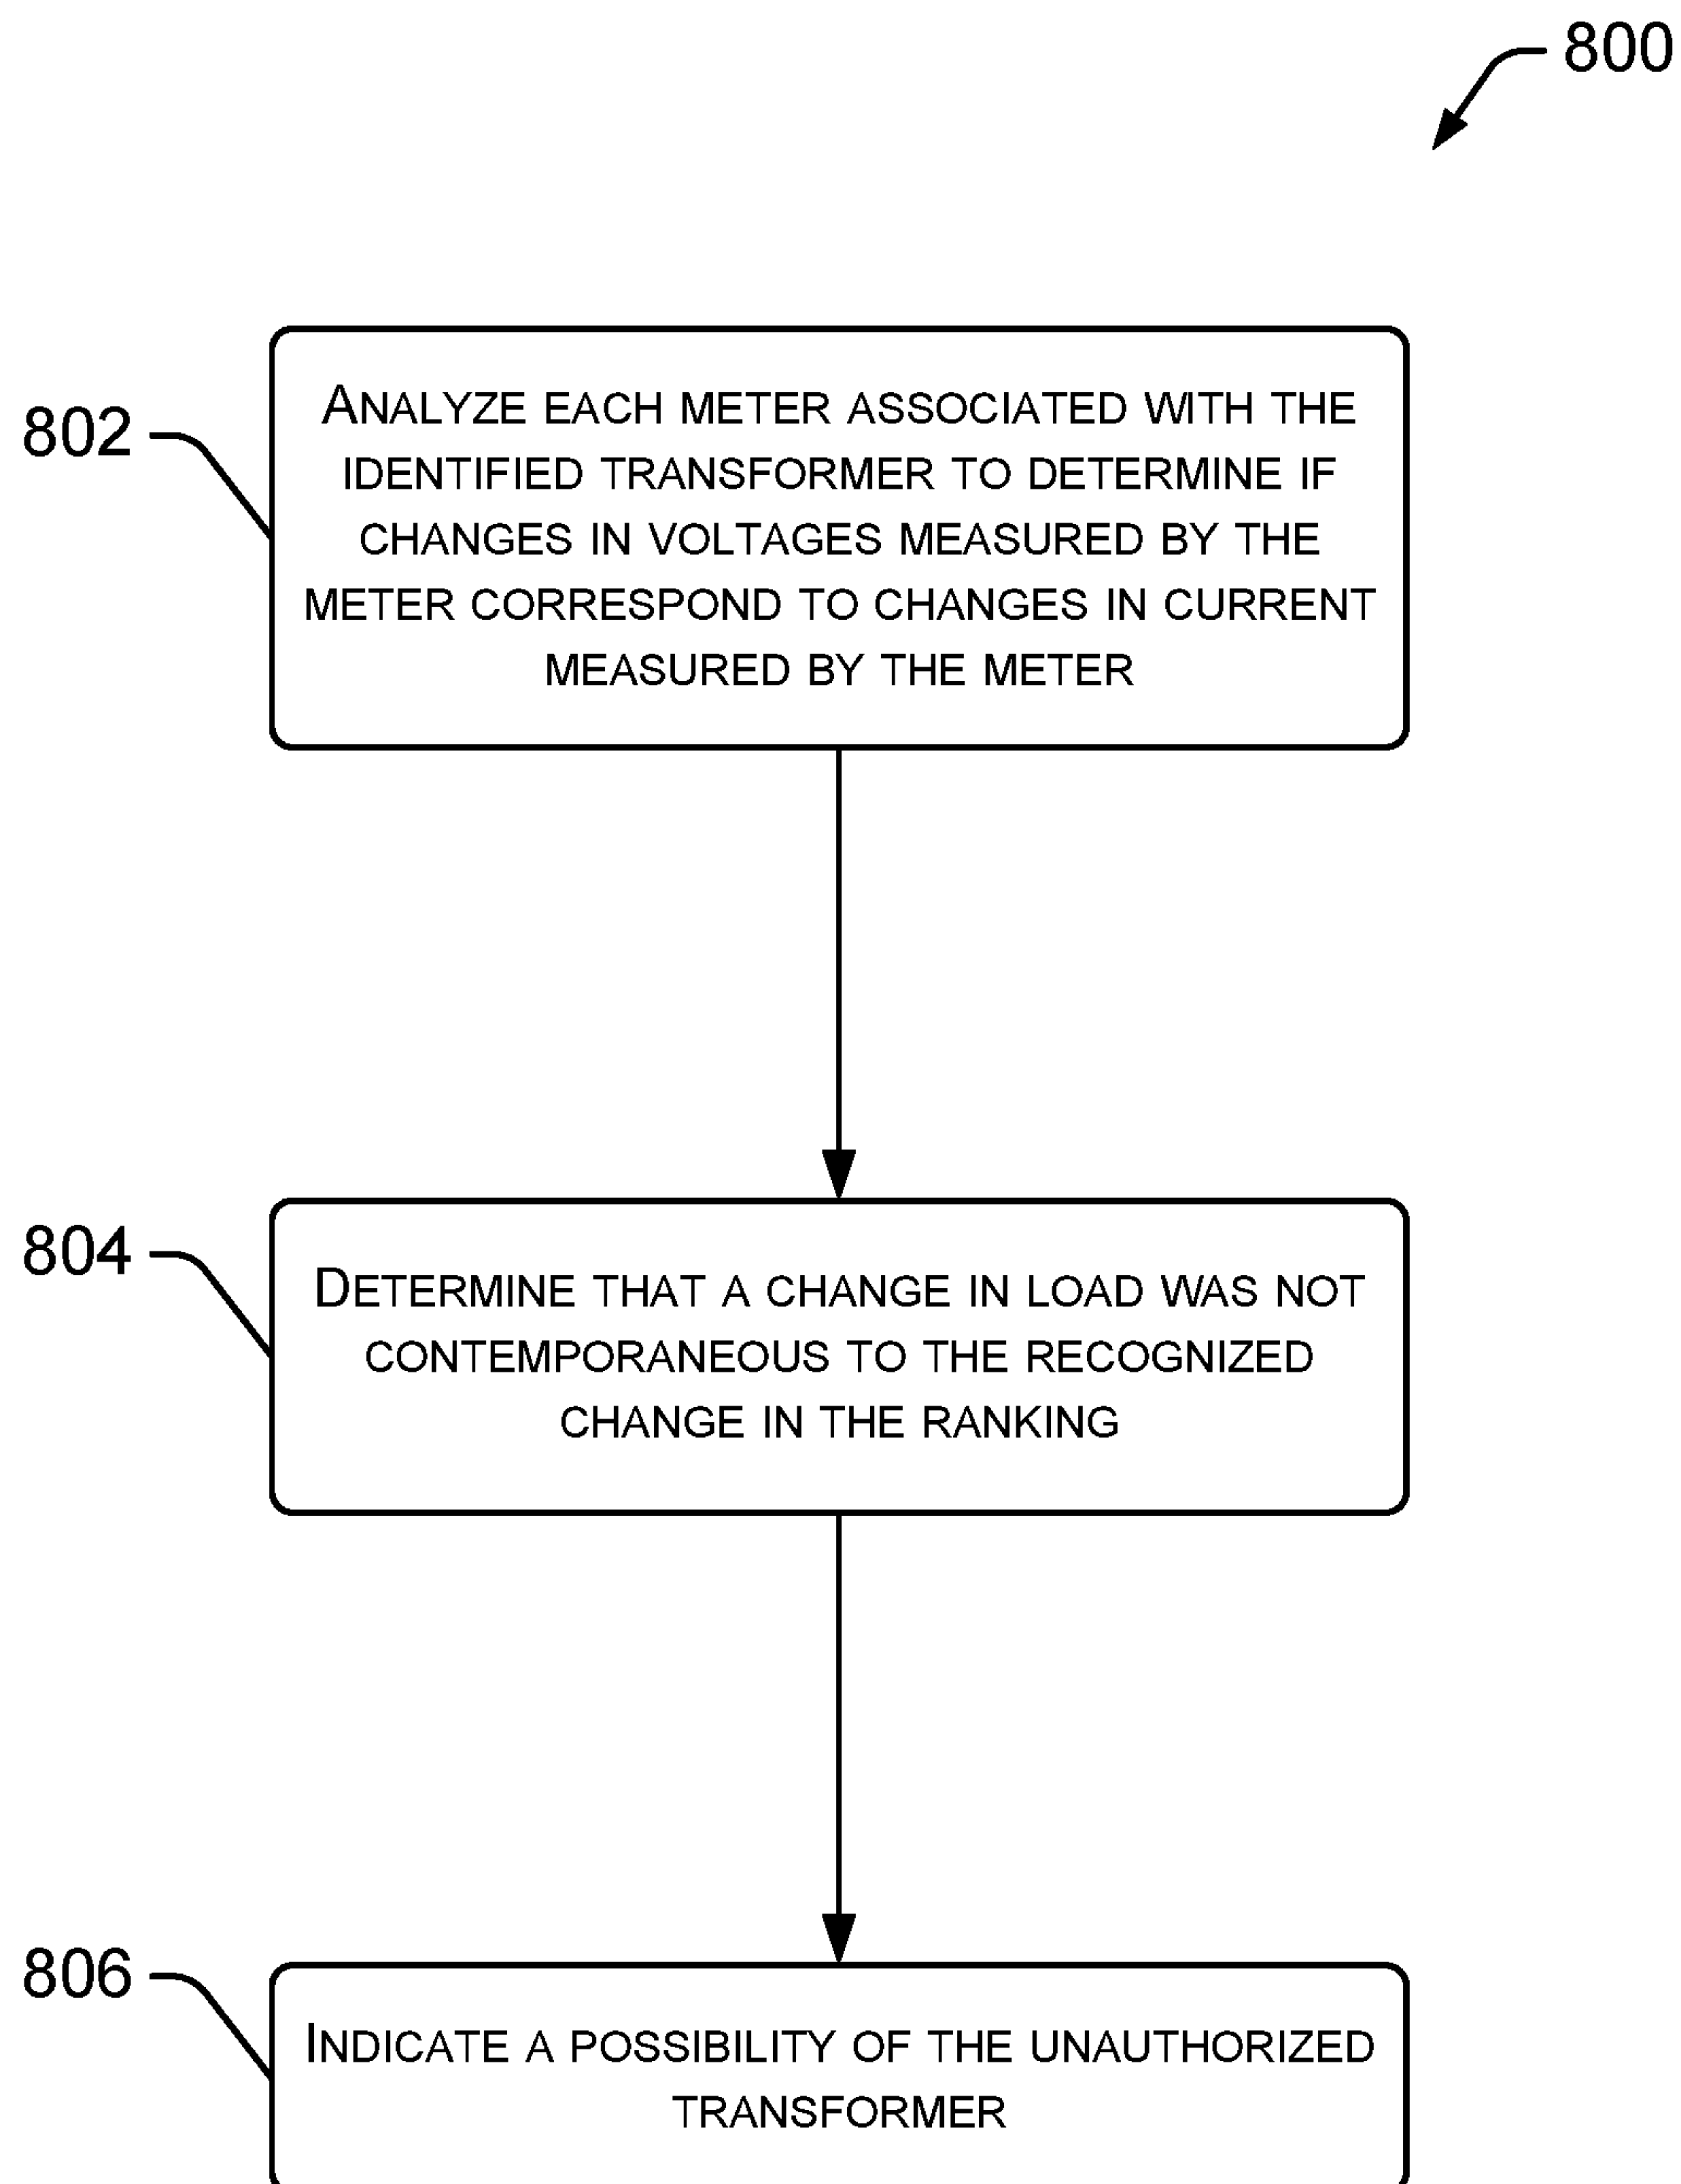 800
802
ANALYZE EACH METER ASSOCIATED WITH THE
IDENTIFIED TRANSFORMER TO DETERMINE IF
CHANGES IN VOLTAGES MEASURED BY THE
METER CORRESPOND TO CHANGES IN CURRENT
MEASURED BY THE METER
804
DETERMINE THAT A CHANGE IN LOAD WAS NOT
CONTEMPORANEOUS TO THE RECOGNIZED
CHANGE IN THE RANKING
806
INDICATE A POSSIBILITY OF THE UNAUTHORIZED
TRANSFORMER